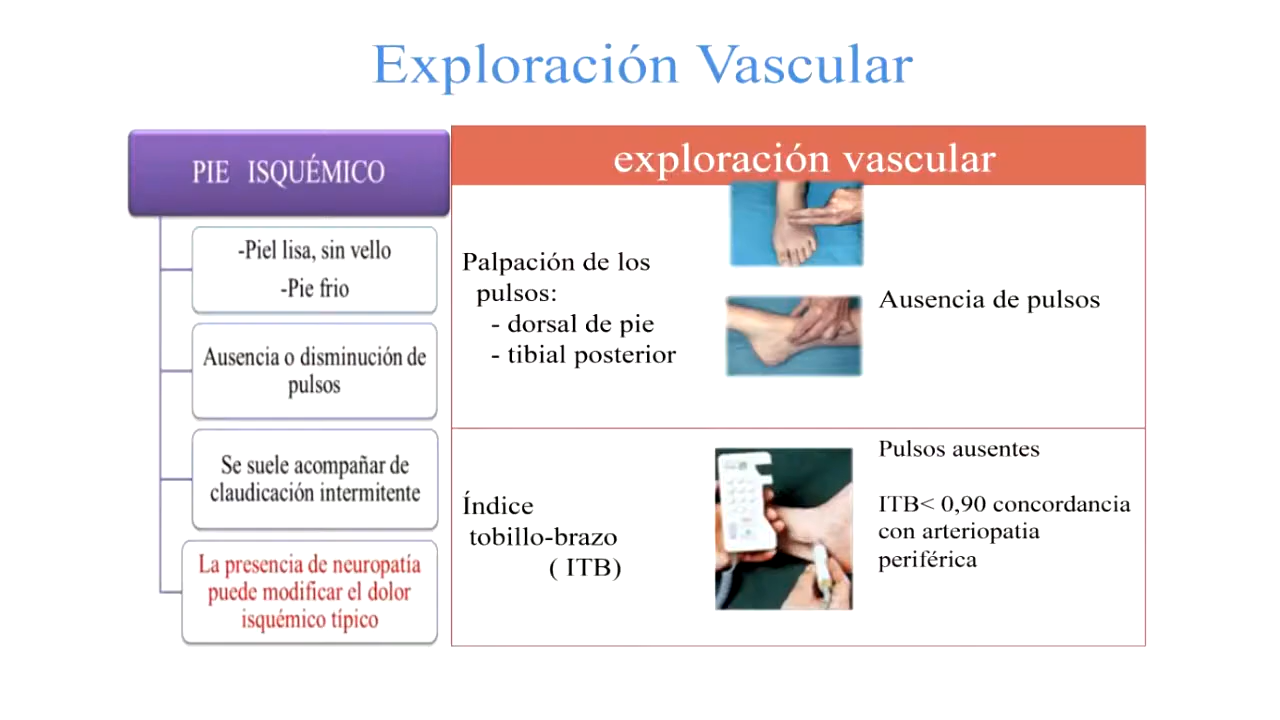 Exploración Vascular
PIE ISQUÉMICO
-Piel lisa, sin vello
-Pie frio
Ausencia o disminución de
pulsos
Se suele acompañar de
claudicación intermitente
La presencia de neuropatía
puede modificar el dolor
isquémico típico
exploración vascular
Palpación de los
pulsos:
- dorsal de pie
- tibial posterior
Ausencia de pulsos
Índice
tobillo-brazo
( ITB)
Pulsos ausentes
ITB< 0,90 concordancia
con arteriopatia
periférica